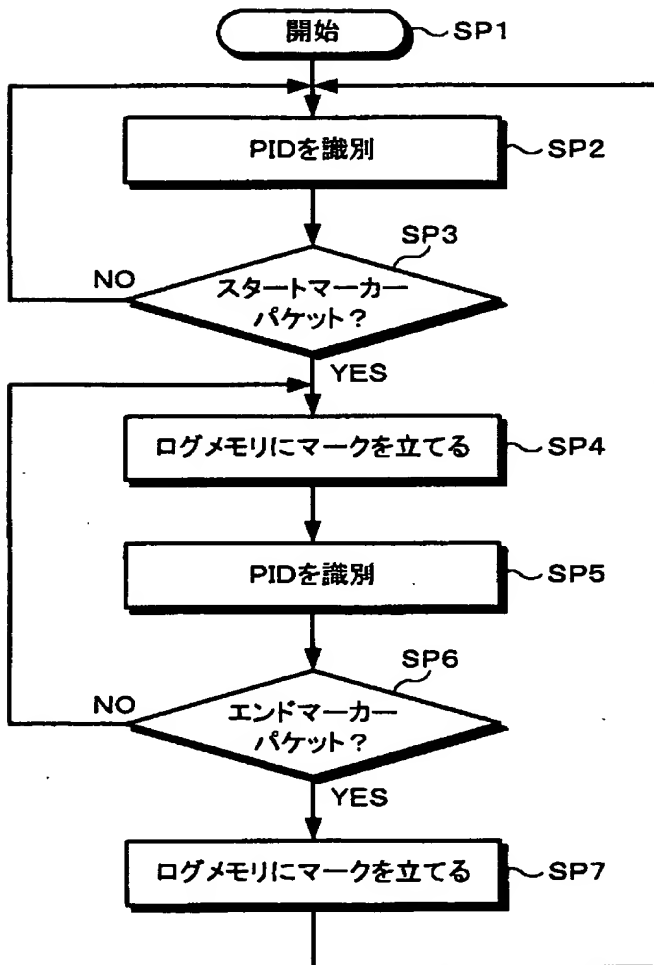 開始
SP1
PIDを識別
SP2
SP3
NO
スタートマーカー
パケット?
YES
ログメモリにマークを立てる
SP4
PIDを識別
SP5
SP6
NO
エンドマーカー
パケット?
YES
ログメモリにマークを立てる
SP7